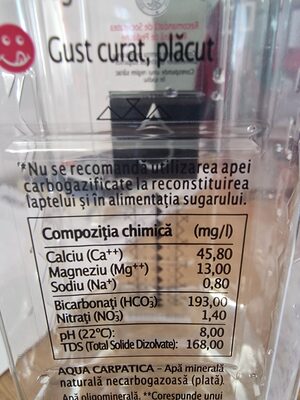 Gust curat, plăcut
**Nu se recomandă utilizarea apei
carbogazificate la reconstituirea
laptelui și în alimentația sugarului.
Compoziția chimică (mg/l)
Calciu (Ca++) 45,80
Magneziu (Mg++) 13,00
Sodiu (Na+) 0,80
Bicarbonați (HCO3) 193,00
Nitrați (NO3) 1,40
pH (22°C): 8,00
TDS (Total Solide Dizolvate): 168,00
AQUA CARPATICA – Apă minerală
naturală necarbogazoasă (plată).
Apă oligominerală. **Corespunde unui